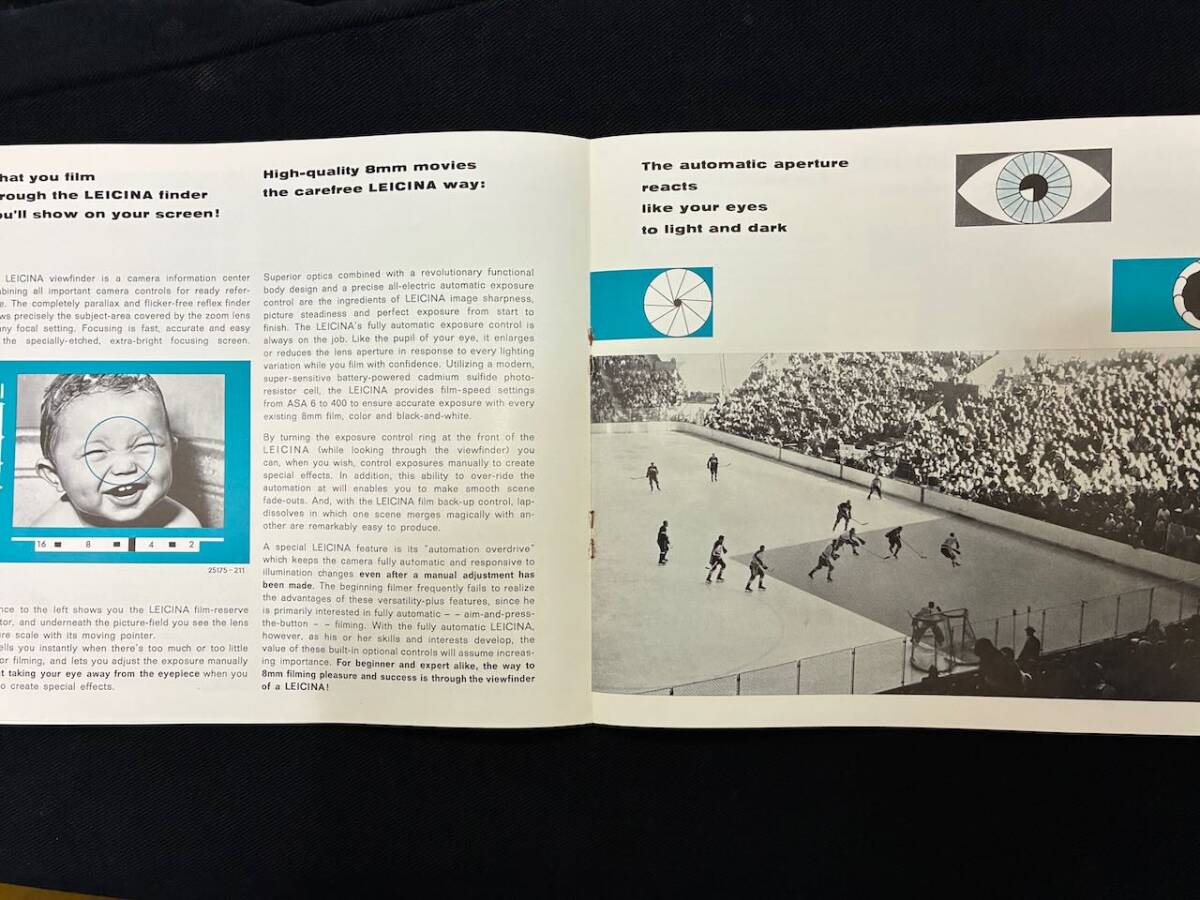 hat you film
rough the LEICINA finder
u'll show on your screen!
LEICINA viewfinder is a camera information center
bining all important camera controls for ready refer-
e. The completely parallax and flicker-free reflex finder
ws precisely the subject-area covered by the zoom lens
any focal setting. Focusing is fast, accurate and easy
the specially-etched, extra-bright focusing screen.
16 8 4 2
25175-211
nce to the left shows you the LEICINA film-reserve
tor, and underneath the picture-field you see the lens
re scale with its moving pointer.
ells you instantly when there's too much or too little
or filming, and lets you adjust the exposure manually
t taking your eye away from the eyepiece when you
o create special effects.
High-quality 8mm movies
the carefree LEICINA way:
Superior optics combined with a revolutionary functional
body design and a precise all-electric automatic exposure
control are the ingredients of LEICINA image sharpness,
picture steadiness and perfect exposure from start to
finish. The LEICINA's fully automatic exposure control is
always on the job. Like the pupil of your eye, it enlarges
or reduces the lens aperture in response to every lighting
variation while you film with confidence. Utilizing a modern,
super-sensitive battery-powered cadmium sulfide photo-
resistor cell, the LEICINA provides film-speed settings
from ASA 6 to 400 to ensure accurate exposure with every
existing 8mm film, color and black-and-white.
By turning the exposure control ring at the front of the
LEICINA (while looking through the viewfinder) you
can, when you wish, control exposures manually to create
special effects. In addition, this ability to over-ride the
automation at will enables you to make smooth scene
fade-outs. And, with the LEICINA film back-up control, lap-
dissolves in which one scene merges magically with an-
other are remarkably easy to produce.
A special LEICINA feature is its "automation overdrive"
which keeps the camera fully automatic and responsive to
illumination changes even after a manual adjustment has
been made. The beginning filmer frequently fails to realize
the advantages of these versatility-plus features, since he
is primarily interested in fully automatic - - aim-and-press-
the-button - - filming. With the fully automatic LEICINA,
however, as his or her skills and interests develop, the
value of these built-in optional controls will assume increas-
ing importance. For beginner and expert alike, the way to
8mm filming pleasure and success is through the viewfinder
of a LEICINA!
The automatic aperture
reacts
like your eyes
to light and dark